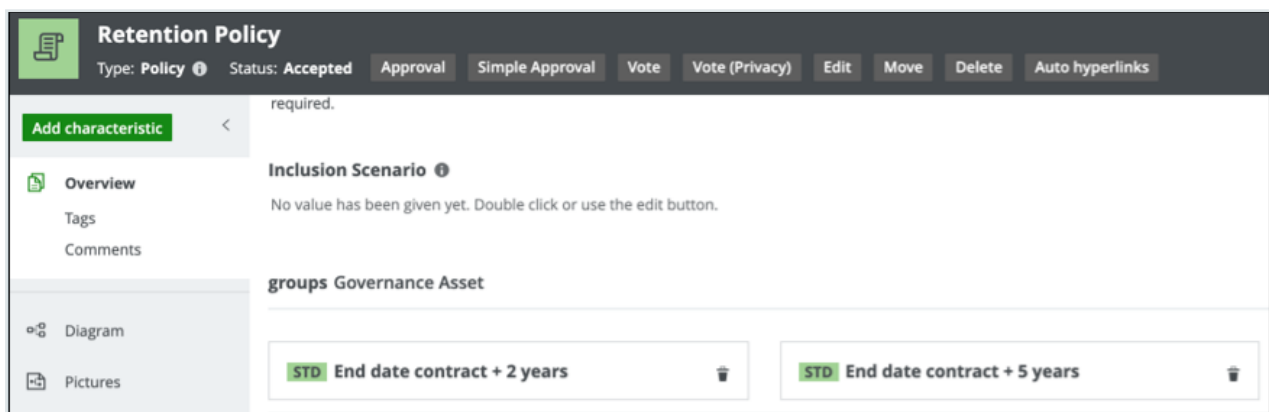 Retention Policy
Type: Policy Status: Accepted Approval Simple Approval Vote Vote (Privacy) Edit Move Delete Auto hyperlinks
Add characteristic
Overview
Tags
Comments
Diagram
Pictures
required.
Inclusion Scenario
No value has been given yet. Double click or use the edit button.
groups Governance Asset
STD End date contract + 2 years
STD End date contract + 5 years